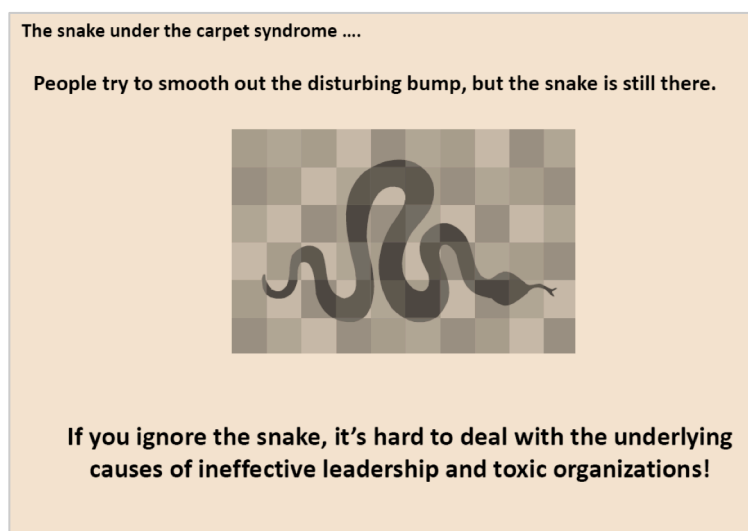 The snake under the carpet syndrome ....
People try to smooth out the disturbing bump, but the snake is still there.
If you ignore the snake, it’s hard to deal with the underlying
causes of ineffective leadership and toxic organizations!